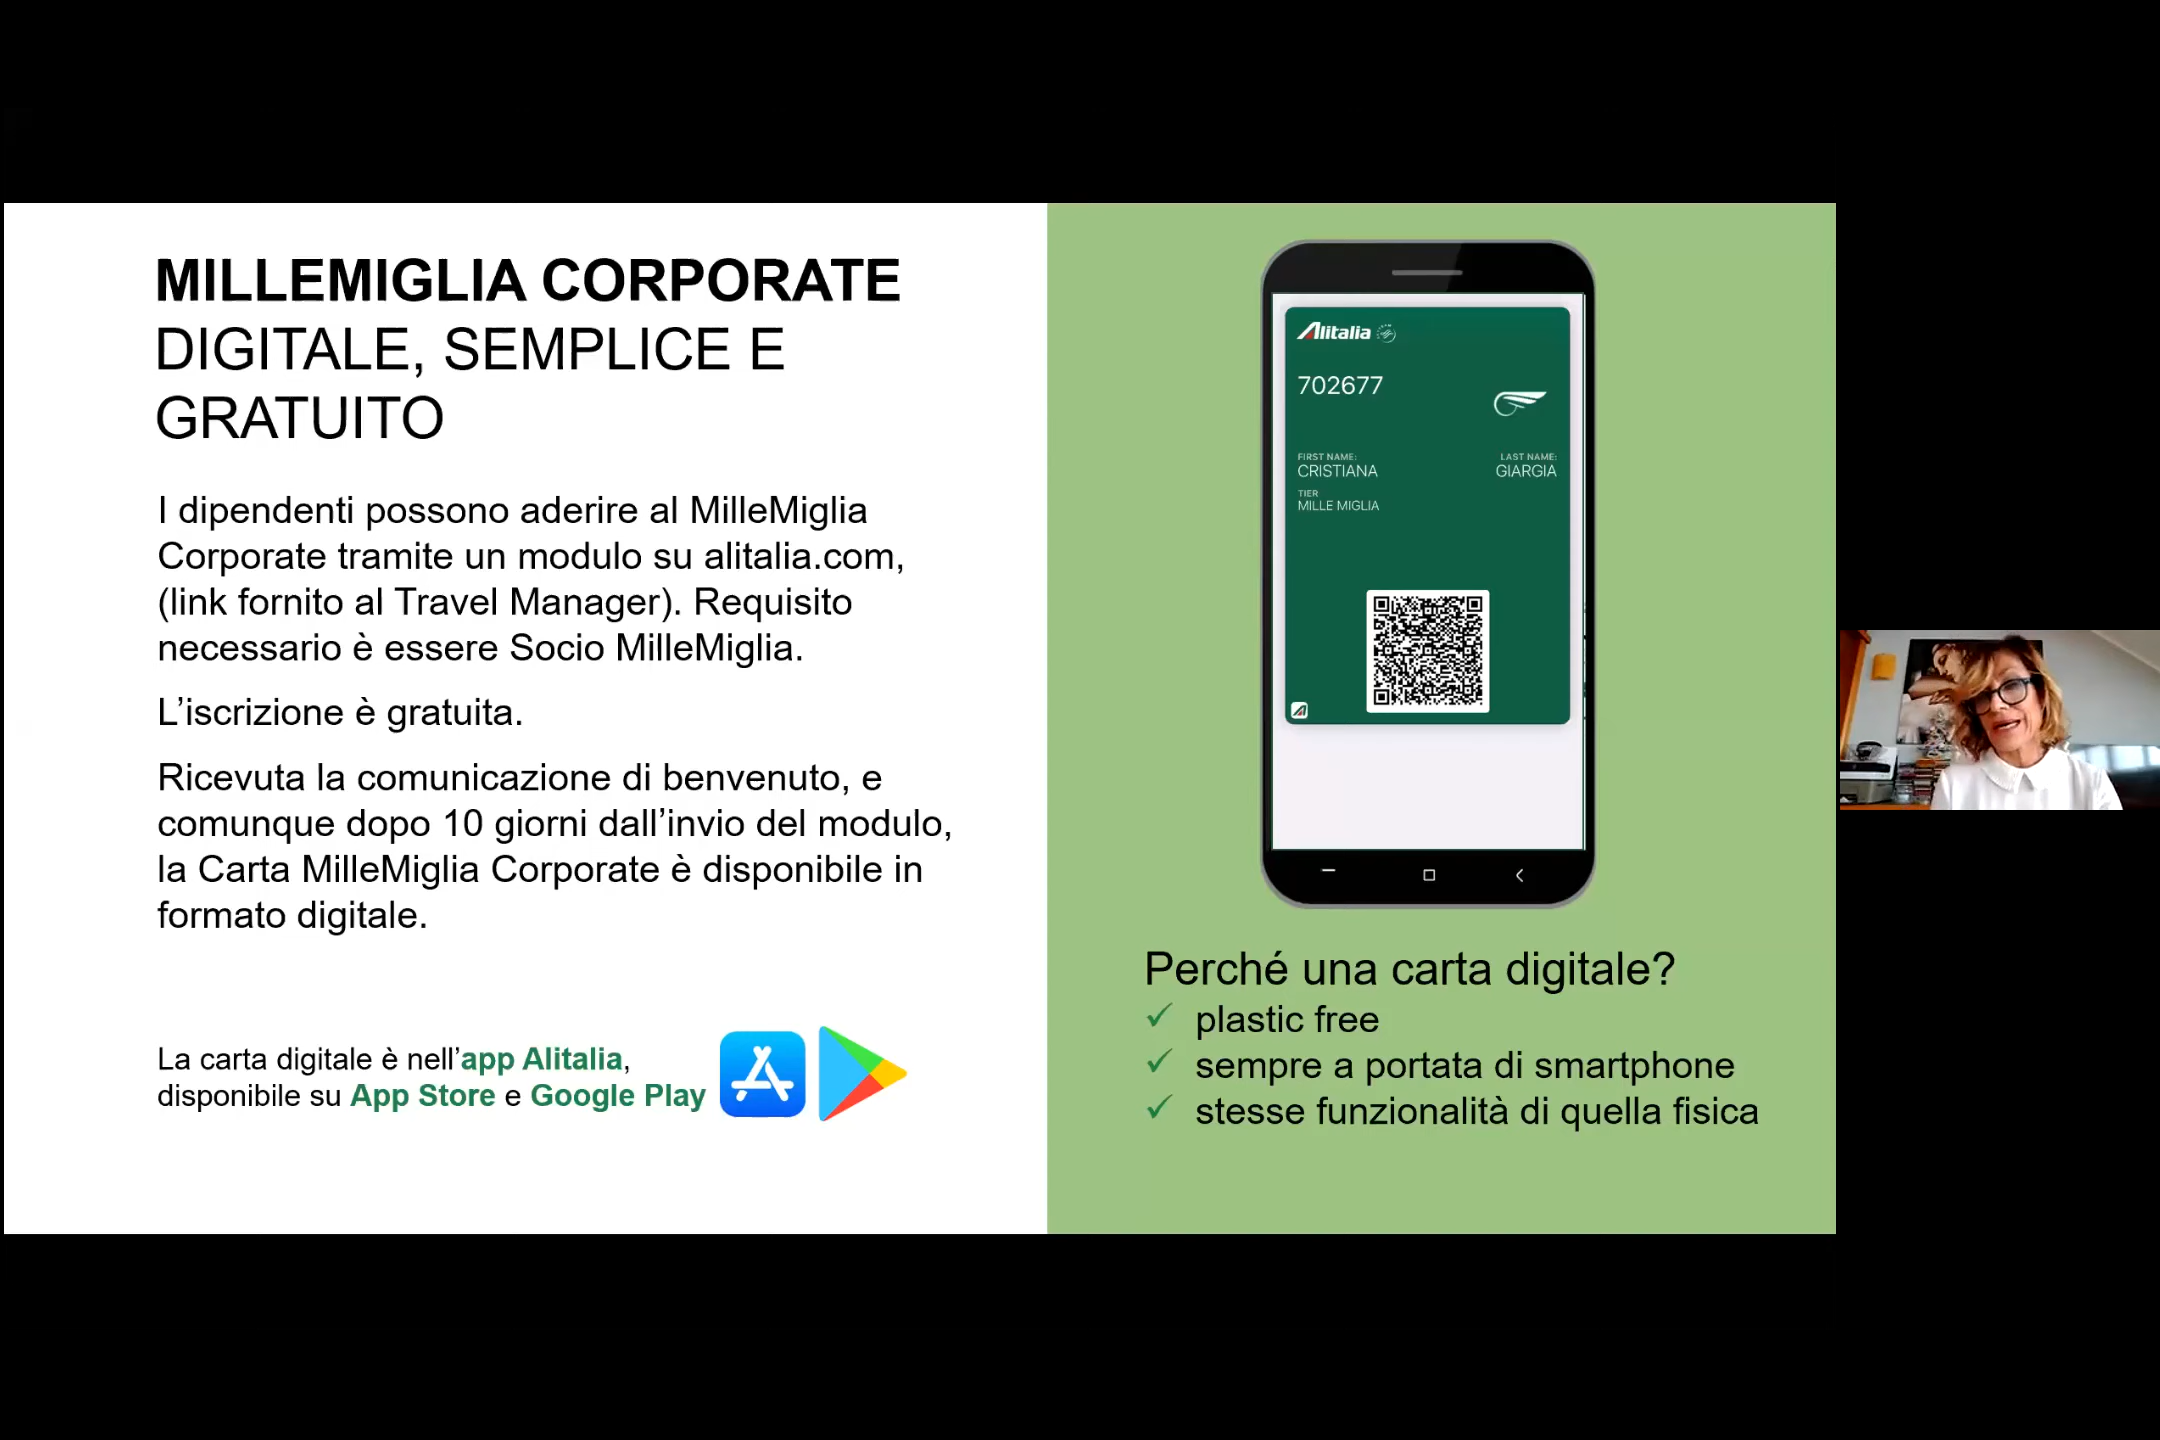 MILLEMIGLIA CORPORATE
DIGITALE, SEMPLICE E
GRATUITO
I dipendenti possono aderire al MilleMiglia
Corporate tramite un modulo su alitalia.com,
(link fornito al Travel Manager). Requisito
necessario è essere Socio MilleMiglia.
L’iscrizione è gratuita.
Ricevuta la comunicazione di benvenuto, e
comunque dopo 10 giorni dall’invio del modulo,
la Carta MilleMiglia Corporate è disponibile in
formato digitale.
La carta digitale è nell’app Alitalia,
disponibile su App Store e Google Play
Alitalia
702677
FIRST NAME:
CRISTIANA
LAST NAME:
GIARGIA
TIER
MILLE MIGLIA
Perché una carta digitale?
plastic free
sempre a portata di smartphone
stesse funzionalità di quella fisica